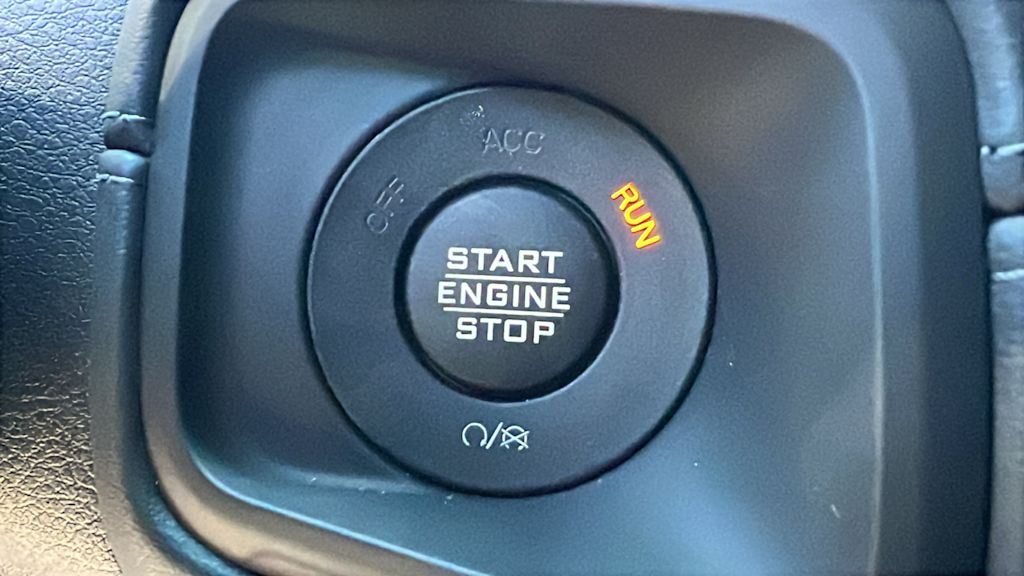 OFF
ACC
RUN
START
ENGINE
STOP